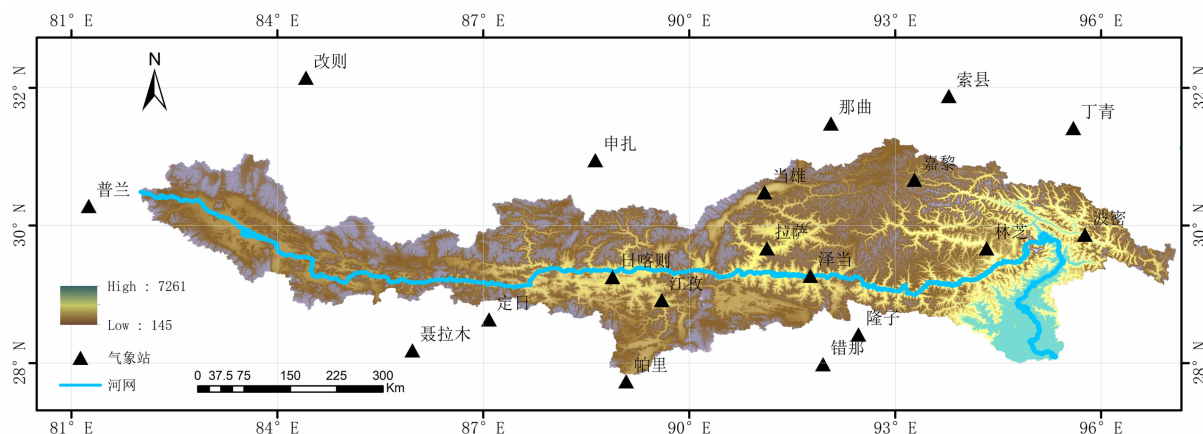 81° E 84° E 87° E 90° E 93° E 96° E
N
改则
索县
32° N 32° N
那曲
丁青
申扎
当雄
嘉黎
普兰
波密
30° N 30° N
拉萨
林芝
日喀则
泽当
江孜
High : 7261
定日
Low : 145
隆子
聂拉木
错那
气象站
帕里
28° N 28° N
河网
0 37.5 75 150 225 300
Km
81° E 84° E 87° E 90° E 93° E 96° E